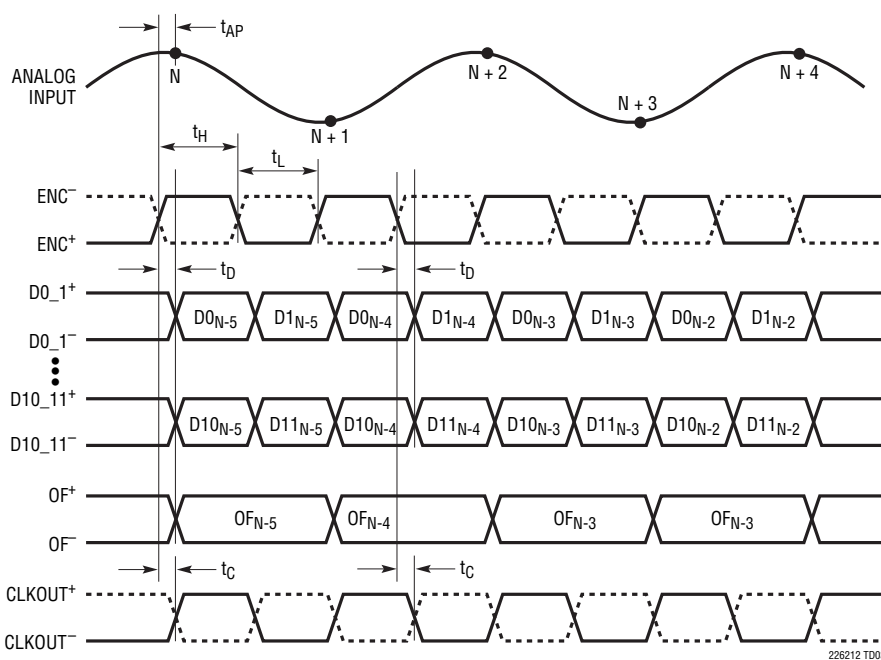 tAP
ANALOG
INPUT
N
N + 1
N + 2
N + 3
N + 4
tH
tL
ENC–
ENC+
tD
tD
D0_1+
D0N-5
D1N-5
D0N-4
D1N-4
D0N-3
D1N-3
D0N-2
D1N-2
D0_1–
D10_11+
D10N-5
D11N-5
D10N-4
D11N-4
D10N-3
D11N-3
D10N-2
D11N-2
D10_11–
OF+
OFN-5
OFN-4
OFN-3
OFN-3
OF–
tC
tC
CLKOUT+
CLKOUT–